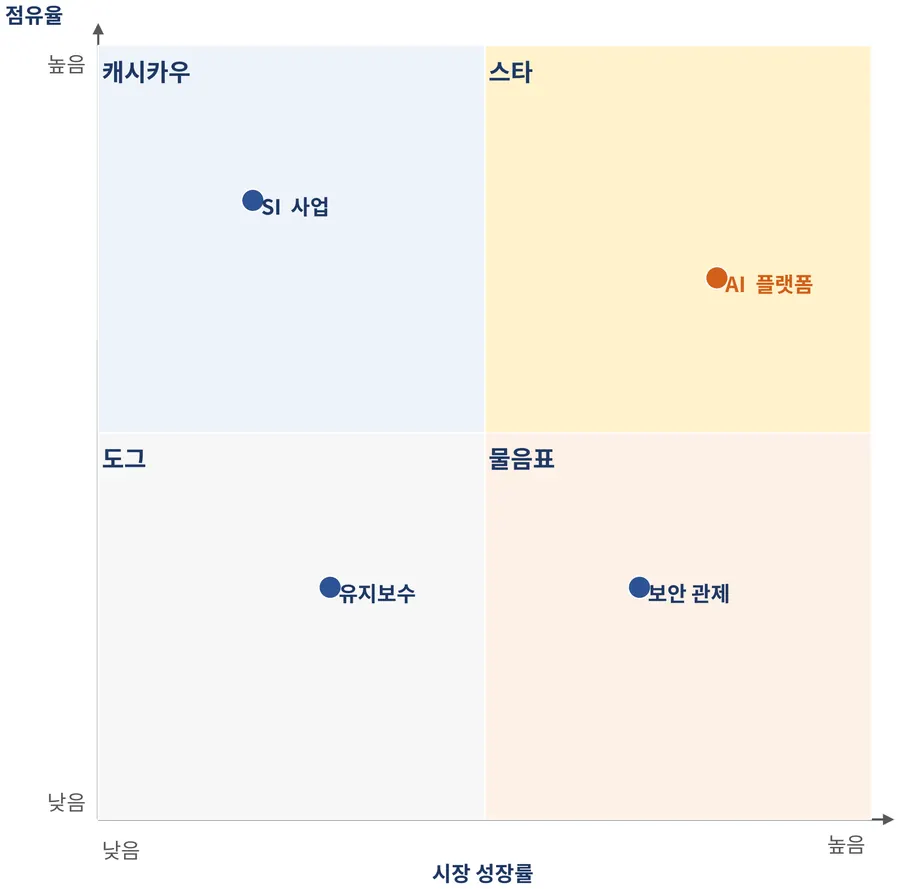 점유율
높음
캐시카우
스타
SI 사업
AI 플랫폼
도그
물음표
유지보수
보안 관제
낮음
낮음
높음
시장 성장률